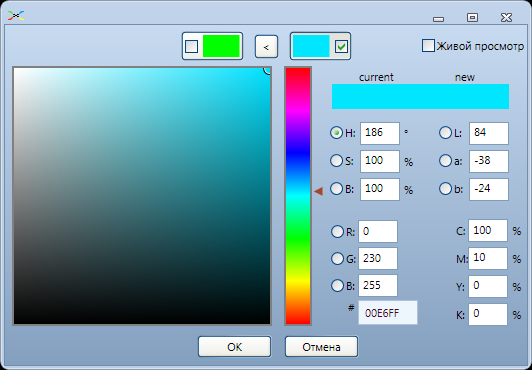 <
Живой просмотр
current new
H: 186 ° L: 84
S: 100 % a: -38
B: 100 % b: -24
R: 0 C: 100 %
G: 230 M: 10 %
B: 255 Y: 0 %
# 00E6FF K: 0 %
OK Отмена